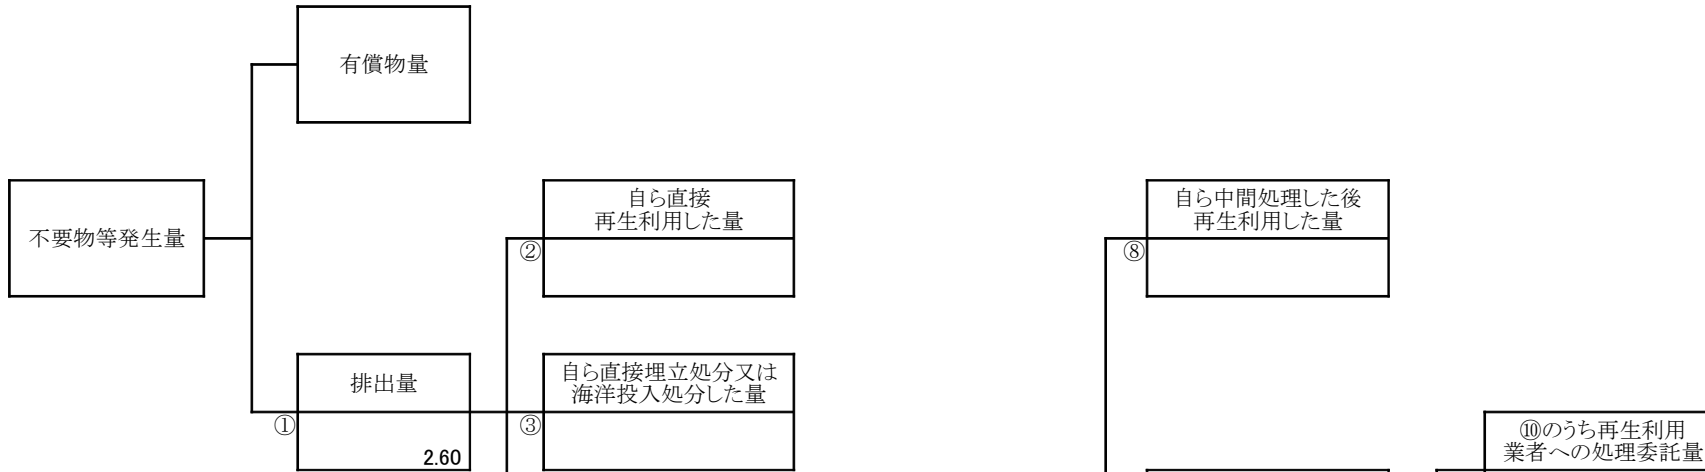 有償物量
不要物等発生量
自ら直接
再生利用した量
②
自ら中間処理した後
再生利用した量
⑧
排出量
①
2.60
自ら直接埋立処分又は
海洋投入処分した量
③
⑩のうち再生利用
業者への処理委託量